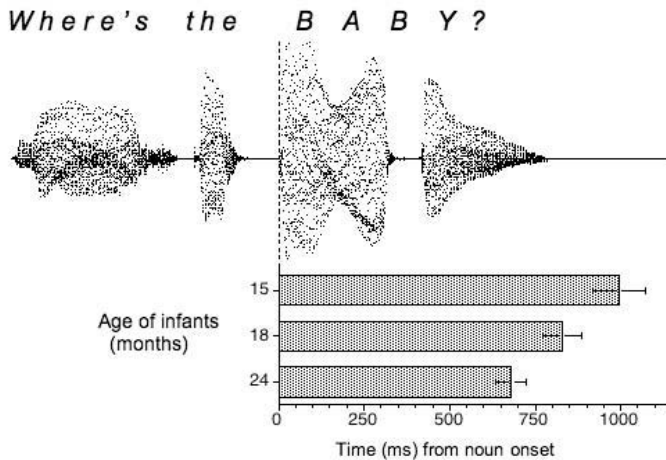 Where's the BABY?
15
Age of infants
(months)
18
24
0 250 500 750 1000
Time (ms) from noun onset